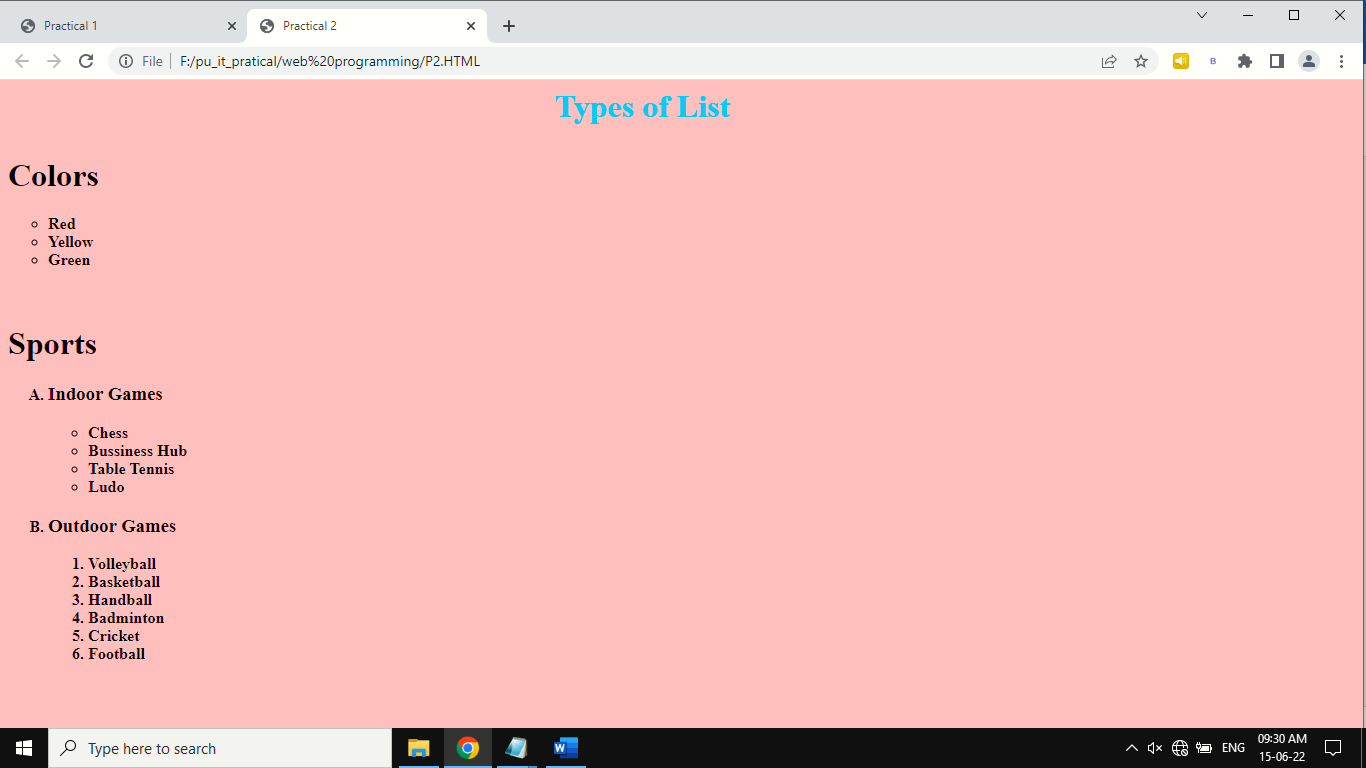 Practical 1
Practical 2
File
F:/pu_it_pratical/web%20programming/P2.HTML
B
Types of List
Colors
Red
Yellow
Green
Sports
A. Indoor Games
Chess
Bussiness Hub
Table Tennis
Ludo
B. Outdoor Games
1. Volleyball
2. Basketball
3. Handball
4. Badminton
5. Cricket
6. Football
Type here to search
W
ENG
09:30 AM
15-06-22